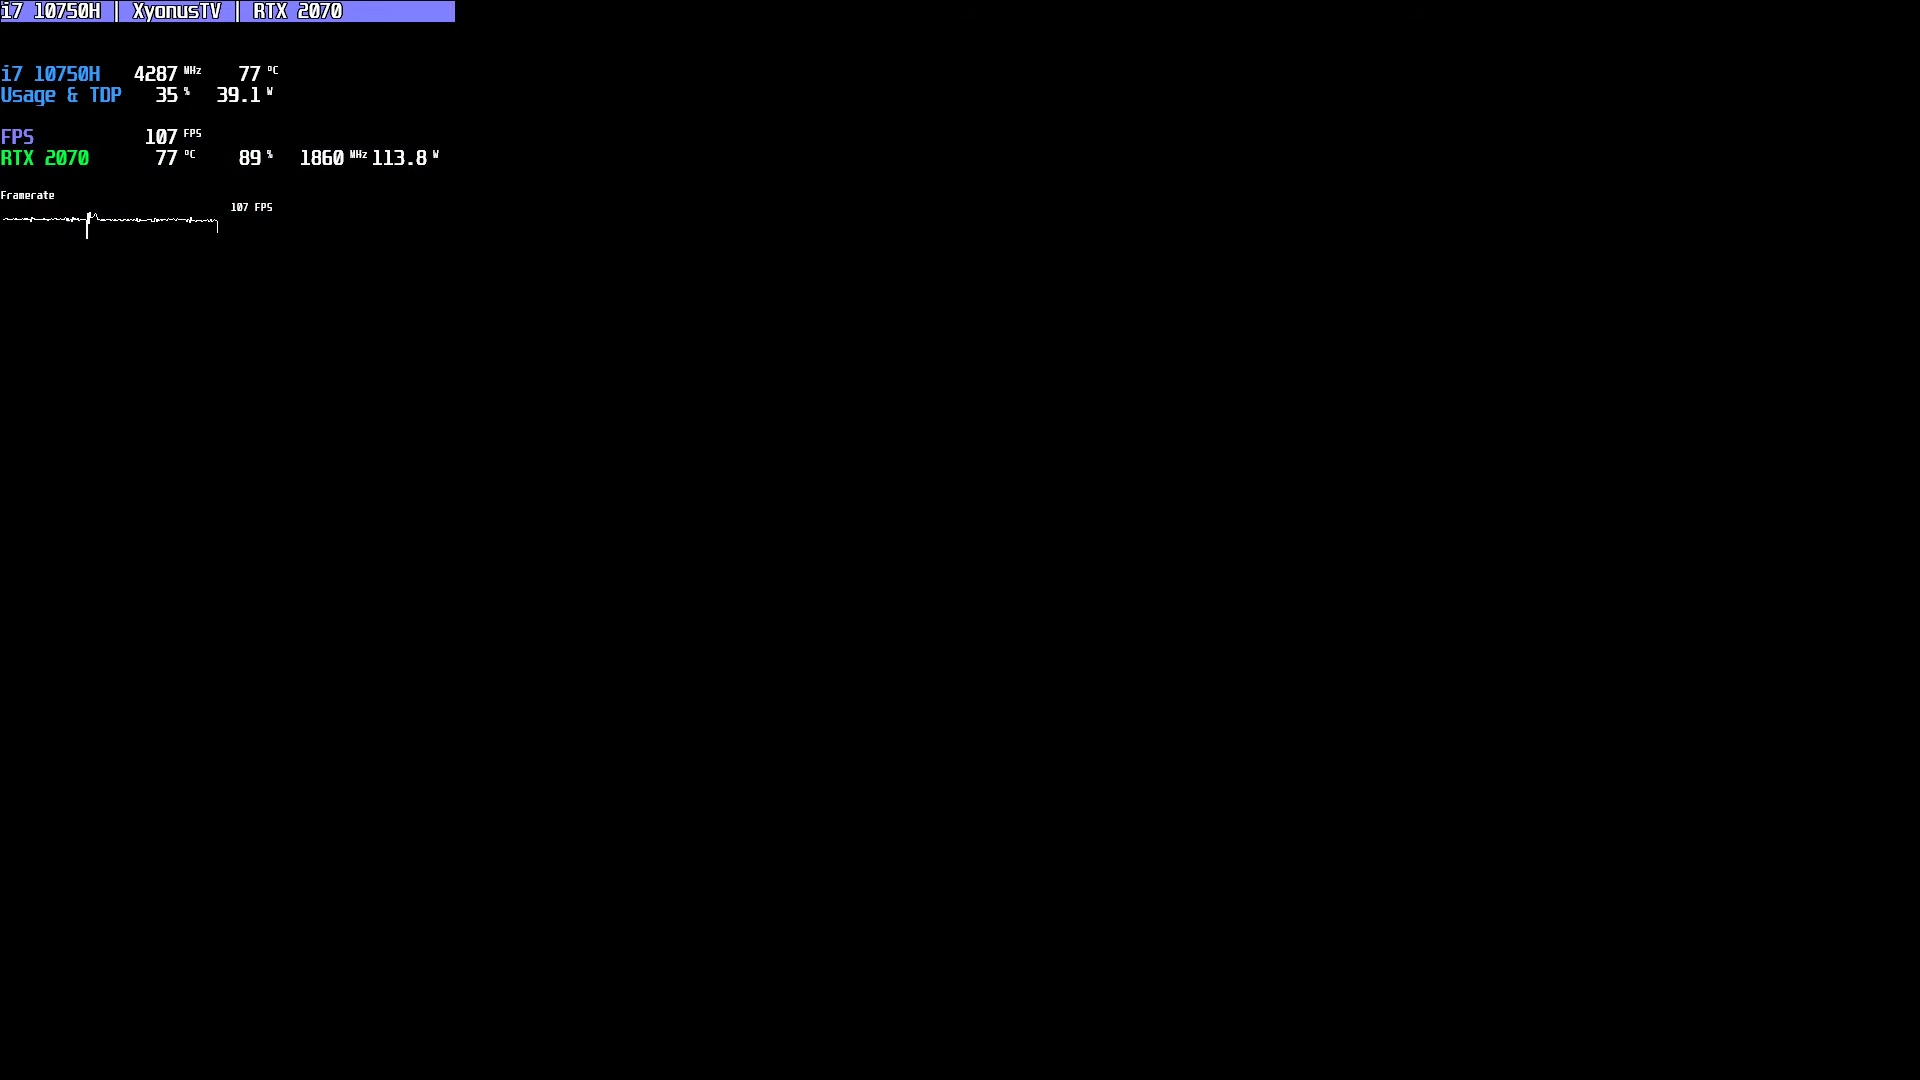 i7 10750H | XyanusTV | RTX 2070
i7 10750H 4287 MHz 77 °C
Usage & TDP 35 % 39.1 W
FPS 107 FPS
RTX 2070 77 °C 89 % 1860 MHz 113.8 W
Framerate
107 FPS